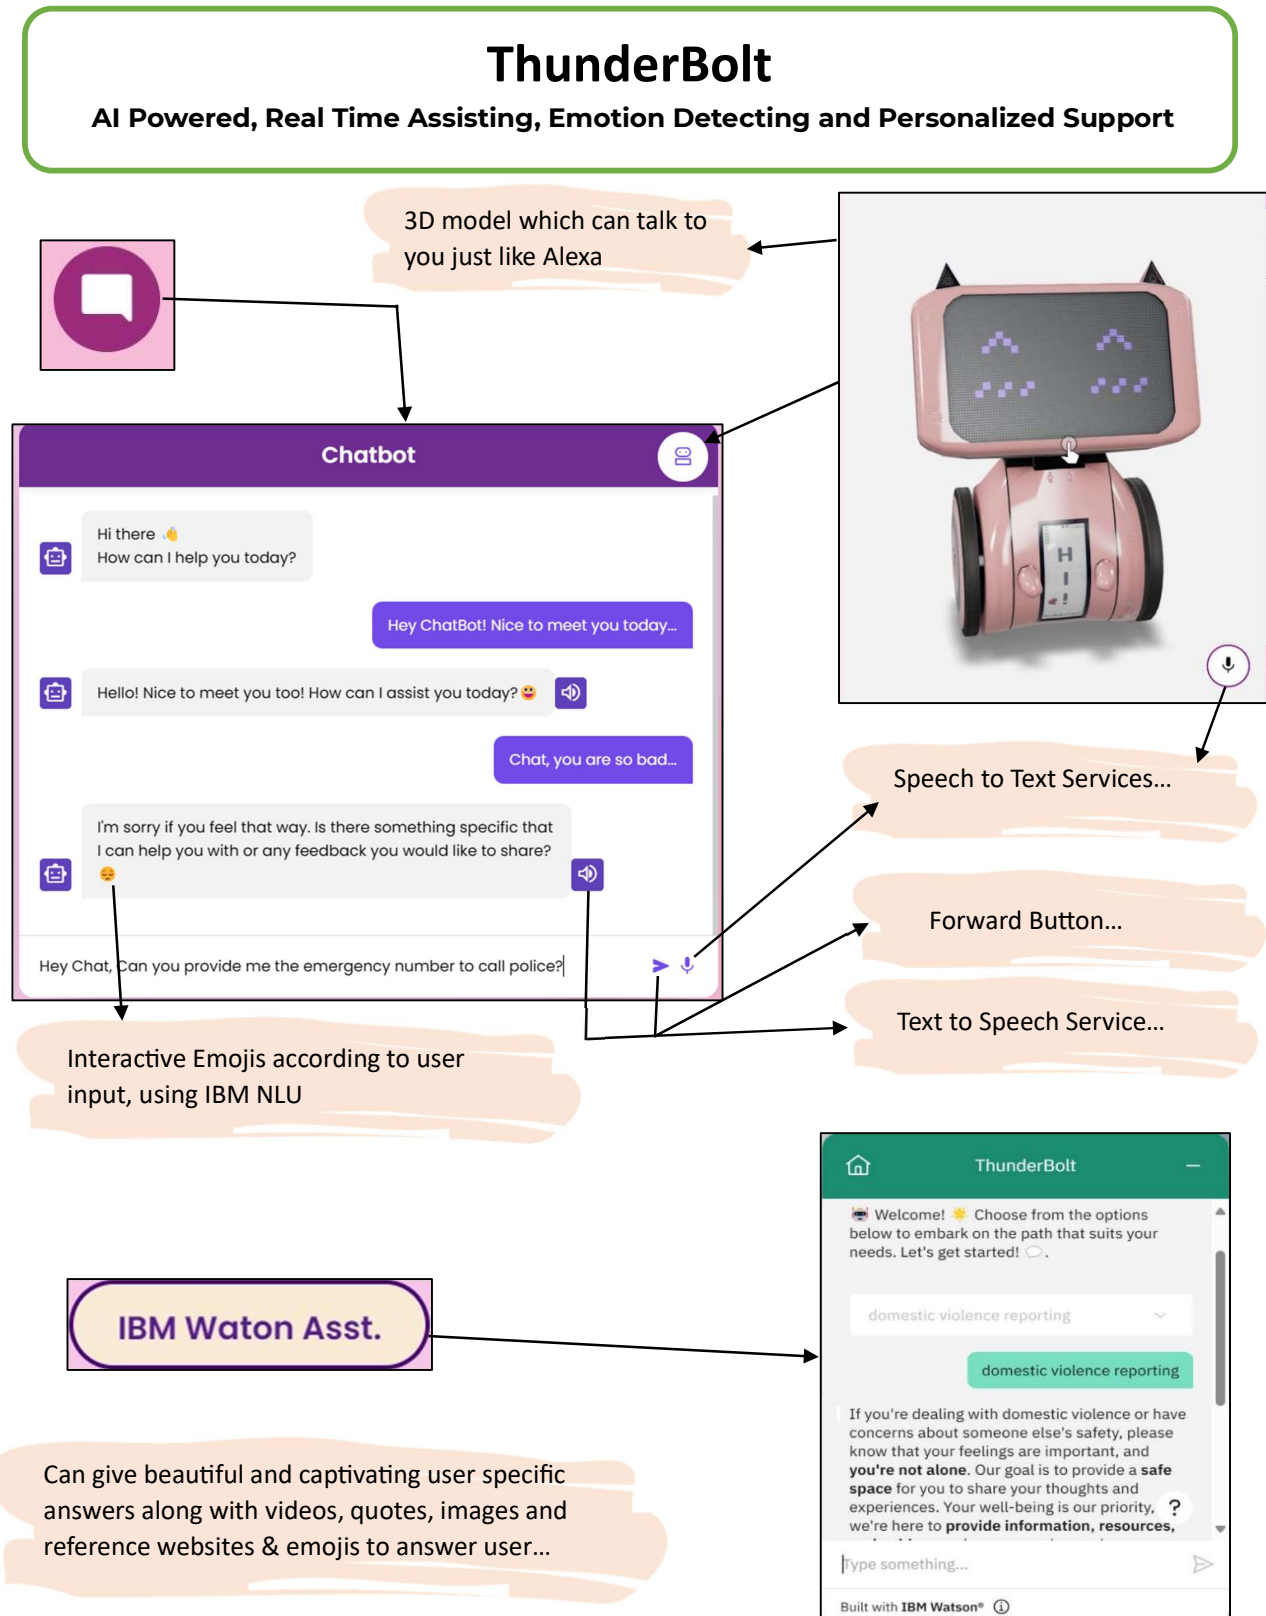 ThunderBolt
AI Powered, Real Time Assisting, Emotion Detecting and Personalized Support
3D model which can talk to
you just like Alexa
H
I
!
Chatbot
Hi there 👋
How can I help you today?
Hey ChatBot! Nice to meet you today...
Hello! Nice to meet you too! How can I assist you today?😀
Chat, you are so bad...
I'm sorry if you feel that way. Is there something specific that
I can help you with or any feedback you would like to share?
😔
Hey Chat, Can you provide me the emergency number to call police?
Speech to Text Services...
Forward Button...
Text to Speech Service...
Interactive Emojis according to user
input, using IBM NLU
IBM Waton Asst.
Can give beautiful and captivating user specific
answers along with videos, quotes, images and
reference websites & emojis to answer user...
ThunderBolt
🤖 Welcome! 🌟 Choose from the options
below to embark on the path that suits your
needs. Let's get started! 💬.
domestic violence reporting
domestic violence reporting
If you're dealing with domestic violence or have
concerns about someone else's safety, please
know that your feelings are important, and
you're not alone. Our goal is to provide a safe
space for you to share your thoughts and
experiences. Your well-being is our priority,
we're here to provide information, resources,
?
Type something...
Built with IBM Watson®